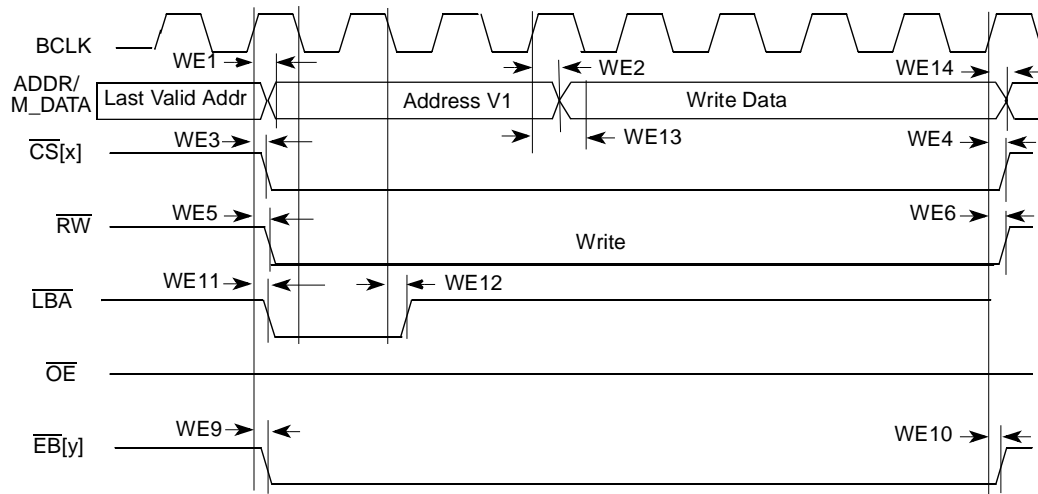 BCLK
WE1
WE2
WE14
ADDR/
M_DATA
Last Valid Addr
Address V1
Write Data
WE3
WE13
WE4
CS[x]
WE5
WE6
RW
Write
WE11
WE12
LBA
OE
WE9
WE10
EB[y]